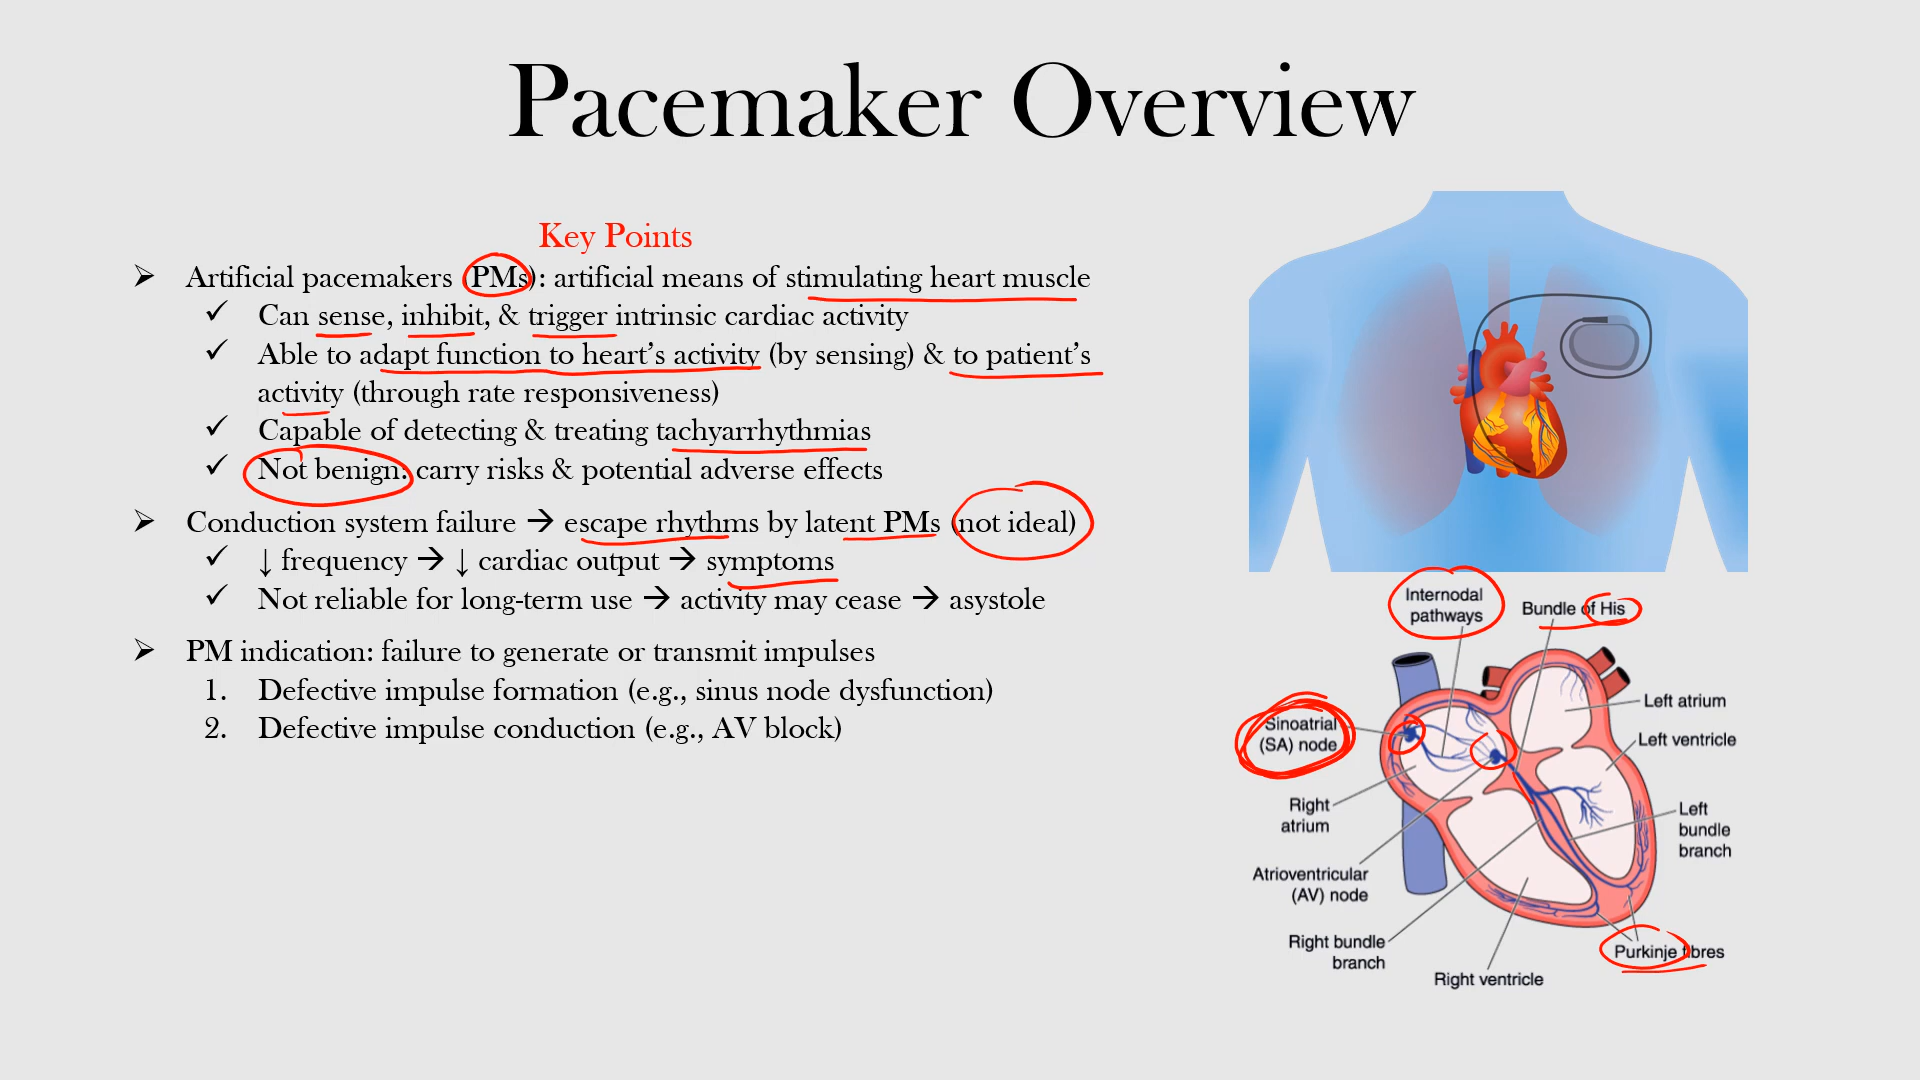 Pacemaker Overview
Key Points
➢ Artificial pacemakers (PMs): artificial means of stimulating heart muscle
✓ Can sense, inhibit, & trigger intrinsic cardiac activity
✓ Able to adapt function to heart’s activity (by sensing) & to patient’s
activity (through rate responsiveness)
✓ Capable of detecting & treating tachyarrhythmias
✓ Not benign: carry risks & potential adverse effects
➢ Conduction system failure → escape rhythms by latent PMs (not ideal)
✓ ↓ frequency → ↓ cardiac output → symptoms
✓ Not reliable for long-term use → activity may cease → asystole
➢ PM indication: failure to generate or transmit impulses
1. Defective impulse formation (e.g., sinus node dysfunction)
2. Defective impulse conduction (e.g., AV block)
Internodal
pathways
Bundle of His
Left atrium
Sinoatrial
(SA) node
Left ventricle
Right
atrium
Left
bundle
branch
Atrioventricular
(AV) node
Right bundle
branch
Purkinje fibres
Right ventricle